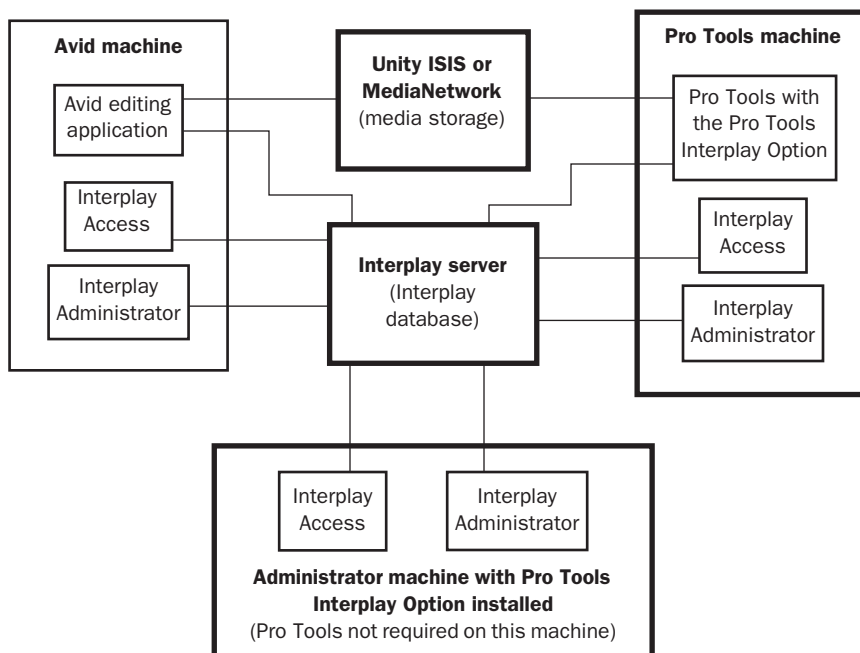 Avid machine
Avid editing
application
Interplay
Access
Interplay
Administrator
Unity ISIS or
MediaNetwork
(media storage)
Interplay server
(Interplay
database)
Pro Tools machine
Pro Tools with
the Pro Tools
Interplay Option
Interplay
Access
Interplay
Administrator
Interplay
Access
Interplay
Administrator
Administrator machine with Pro Tools
Interplay Option installed
(Pro Tools not required on this machine)